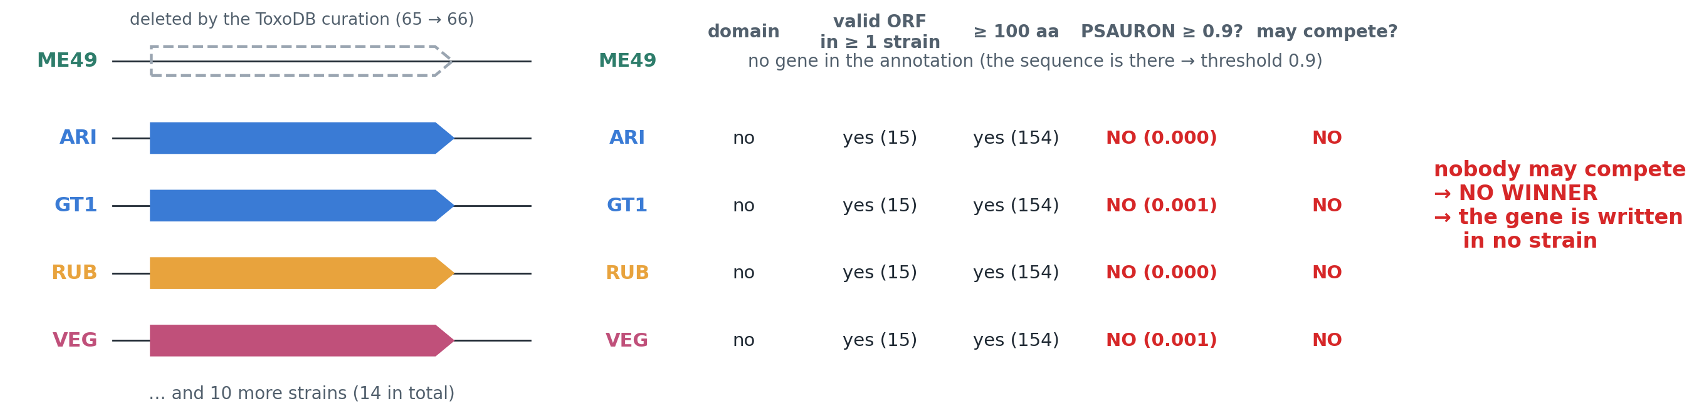 deleted by the ToxoDB curation (65 → 66)
domain valid ORF in ≥ 1 strain ≥ 100 aa PSAURON ≥ 0.9? may compete?
ME49 ME49 no gene in the annotation (the sequence is there → threshold 0.9)
ARI ARI no yes (15) yes (154) NO (0.000) NO
GT1 GT1 no yes (15) yes (154) NO (0.001) NO
RUB RUB no yes (15) yes (154) NO (0.000) NO
VEG VEG no yes (15) yes (154) NO (0.001) NO
nobody may compete
→ NO WINNER
→ the gene is written
in no strain
... and 10 more strains (14 in total)